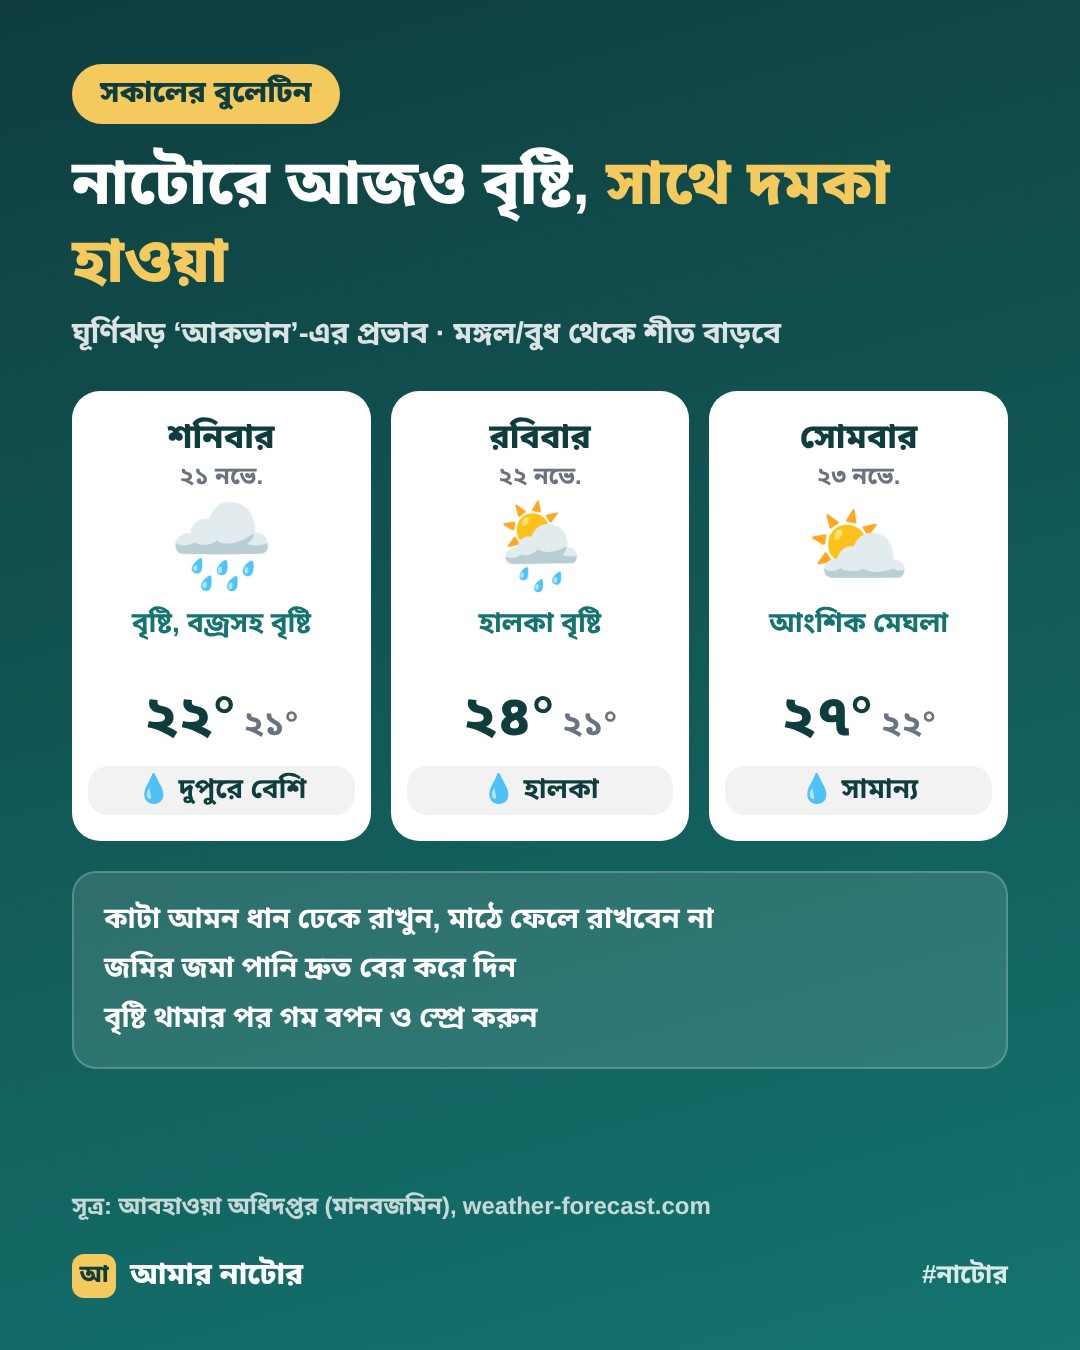 সকালের বুলেটিন
নাটোরে আজও বৃষ্টি, সাথে দমকা
হাওয়া
ঘূর্ণিঝড় ‘আকভান’-এর প্রভাব · মঙ্গল/বুধ থেকে শীত বাড়বে
শনিবার
২১ নভে.
বৃষ্টি, বজ্রসহ বৃষ্টি
২২° ২১°
দুপুরে বেশি
রবিবার
২২ নভে.
হালকা বৃষ্টি
২৪° ২১°
হালকা
সোমবার
২৩ নভে.
আংশিক মেঘলা
২৭° ২২°
সামান্য
কাটা আমন ধান ঢেকে রাখুন, মাঠে ফেলে রাখবেন না
জমির জমা পানি দ্রুত বের করে দিন
বৃষ্টি থামার পর গম বপন ও স্প্রে করুন
সূত্র: আবহাওয়া অধিদপ্তর (মানবজমিন), weather-forecast.com
আ আমার নাটোর
#নাটোর